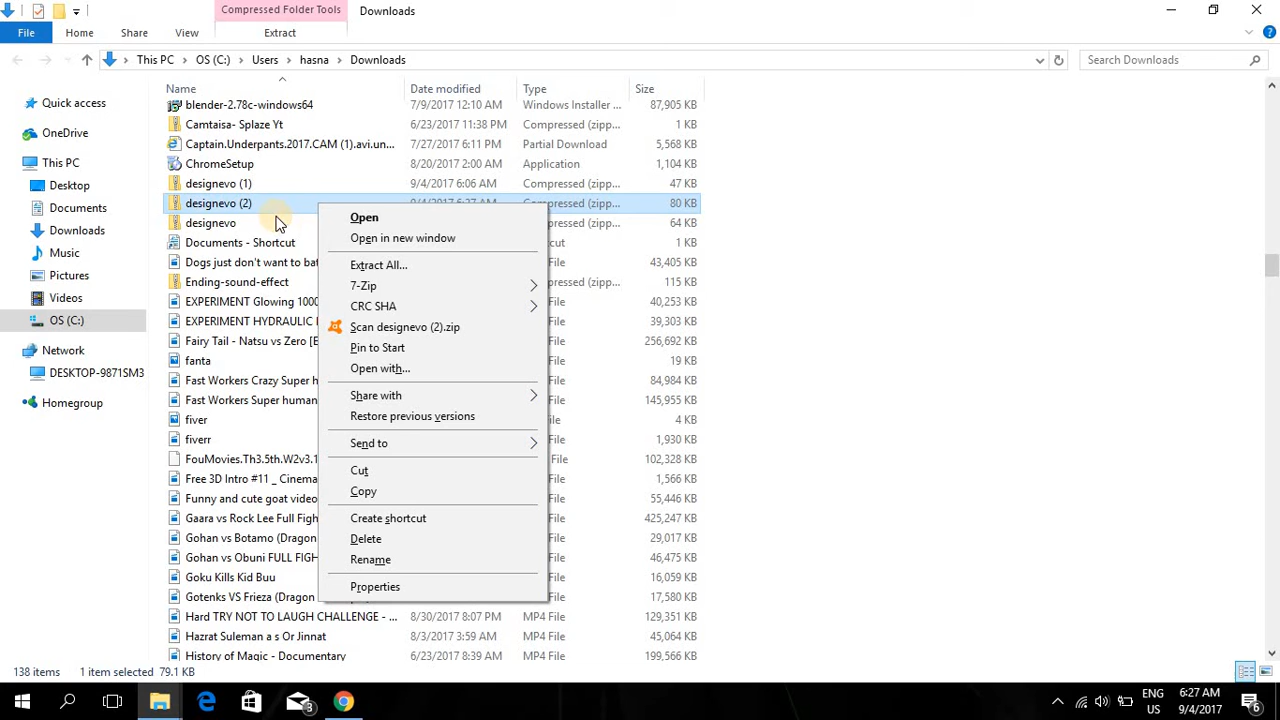 Compressed Folder Tools
Downloads
File
Home
Share
View
Extract
This PC
OS (C:)
Users
hasna
Downloads
Search Downloads
Name
Date modified
Type
Size
Quick access
OneDrive
This PC
Desktop
Documents
Downloads
Music
Pictures
Videos
OS (C:)
Network
DESKTOP-9871SM3
Homegroup
blender-2.78c-windows64 7/9/2017 12:10 AM Windows Installer ... 87,905 KB
Camtaisa- Splaze Yt 6/23/2017 11:38 PM Compressed (zipp... 1 KB
Captain.Underpants.2017.CAM (1).avi.un... 7/27/2017 6:11 PM Partial Download 5,568 KB
ChromeSetup 8/20/2017 2:00 AM Application 1,104 KB
designevo (1) 9/4/2017 6:06 AM Compressed (zipp... 47 KB
designevo (2) 9/4/2017 6:27 AM Compressed (zipp... 80 KB
designevo ompressed (zipp... 64 KB
Documents - Shortcut cut 1 KB
Dogs just don't want to bat File 43,405 KB
Ending-sound-effect ompressed (zipp... 115 KB
EXPERIMENT Glowing 1000 File 40,253 KB
EXPERIMENT HYDRAULIC File 39,303 KB
Fairy Tail - Natsu vs Zero [E File 256,692 KB
fanta File 19 KB
Fast Workers Crazy Super h File 84,984 KB
Fast Workers Super human File 145,955 KB
fiver File 4 KB
fiverr File 1,930 KB
FouMovies.Th3.5th.W2v3.1 File 102,328 KB
Free 3D Intro #11 _ Cinema File 1,566 KB
Funny and cute goat video File 55,446 KB
Gaara vs Rock Lee Full Figh File 425,247 KB
Gohan vs Botamo (Dragon File 29,017 KB
Gohan vs Obuni FULL FIGH File 46,475 KB
Goku Kills Kid Buu File 16,059 KB
Gotenks VS Frieza (Dragon File 17,580 KB
Hard TRY NOT TO LAUGH CHALLENGE - ... 8/30/2017 8:07 PM MP4 File 129,351 KB
Hazrat Suleman a s Or Jinnat 8/3/2017 3:59 AM MP4 File 45,064 KB
History of Magic - Documentary 6/23/2017 8:39 AM MP4 File 199,566 KB
Open
Open in new window
Extract All...
7-Zip
CRC SHA
Scan designevo (2).zip
Pin to Start
Open with...
Share with
Restore previous versions
Send to
Cut
Copy
Create shortcut
Delete
Rename
Properties
138 items 1 item selected 79.1 KB
3
ENG
US
6:27 AM
9/4/2017
6